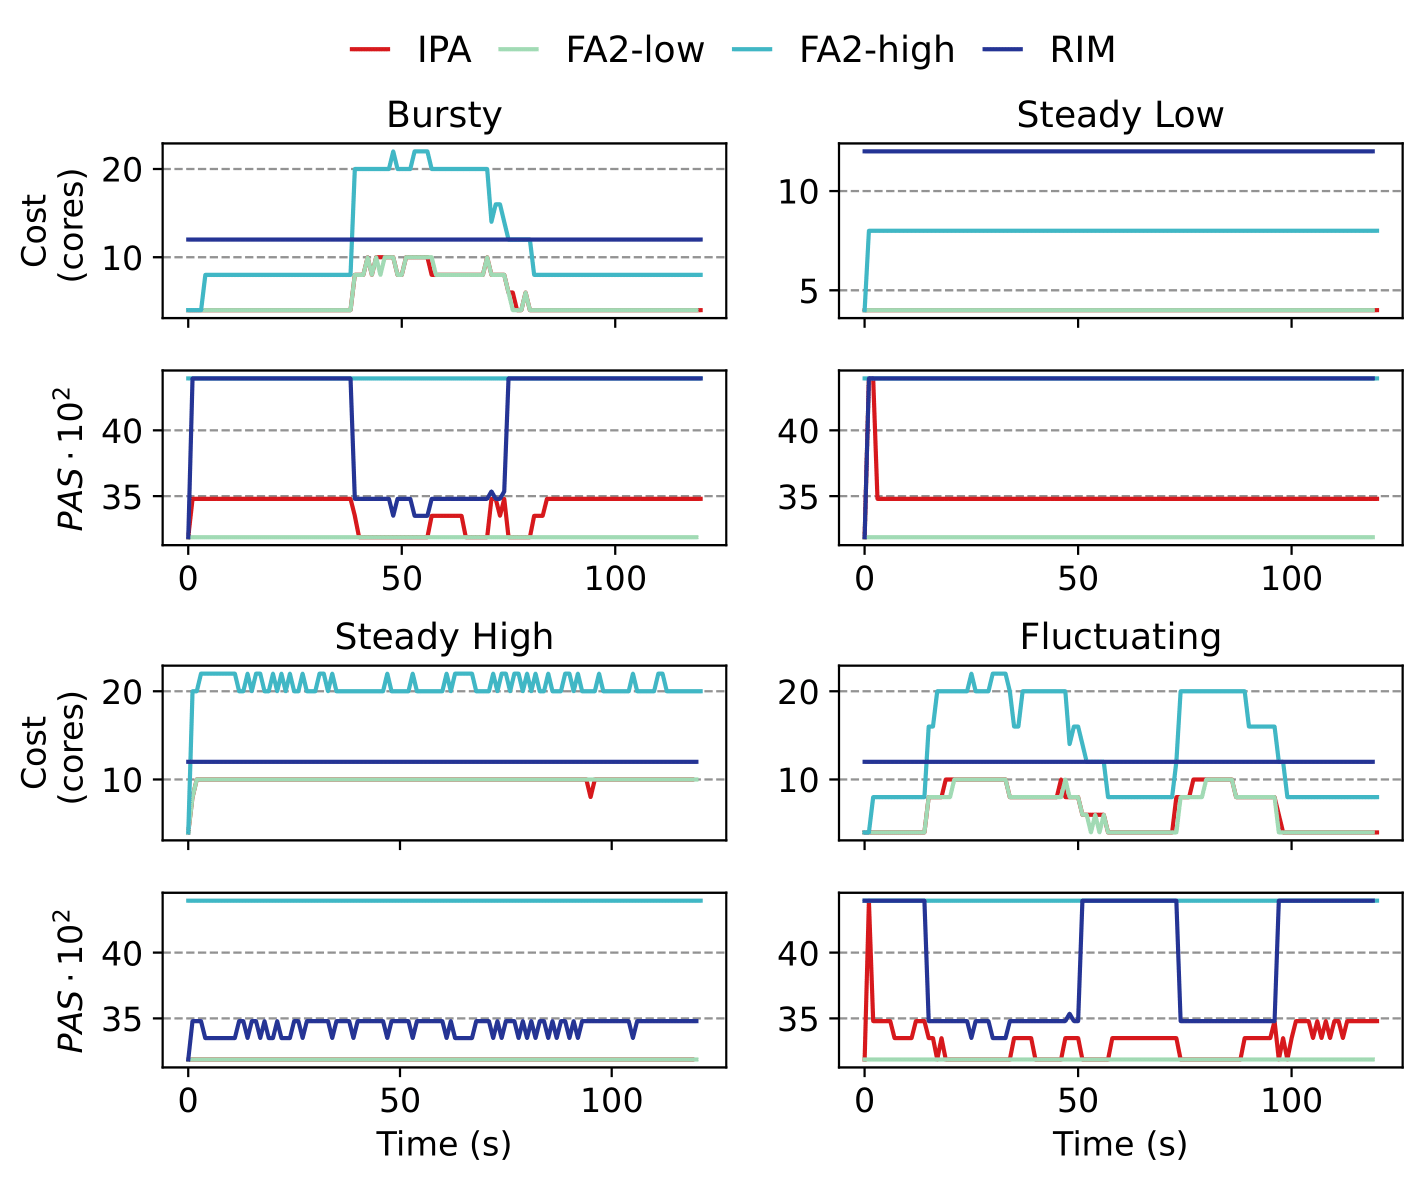 IPA FA2-low FA2-high RIM
Bursty Steady Low
Cost
(cores)
20
10
10
5
PAS · 10²
40
35
40
35
0 50 100 0 50 100
Steady High Fluctuating
Cost
(cores)
20
10
20
10
PAS · 10²
40
35
40
35
0 50 100 0 50 100
Time (s) Time (s)